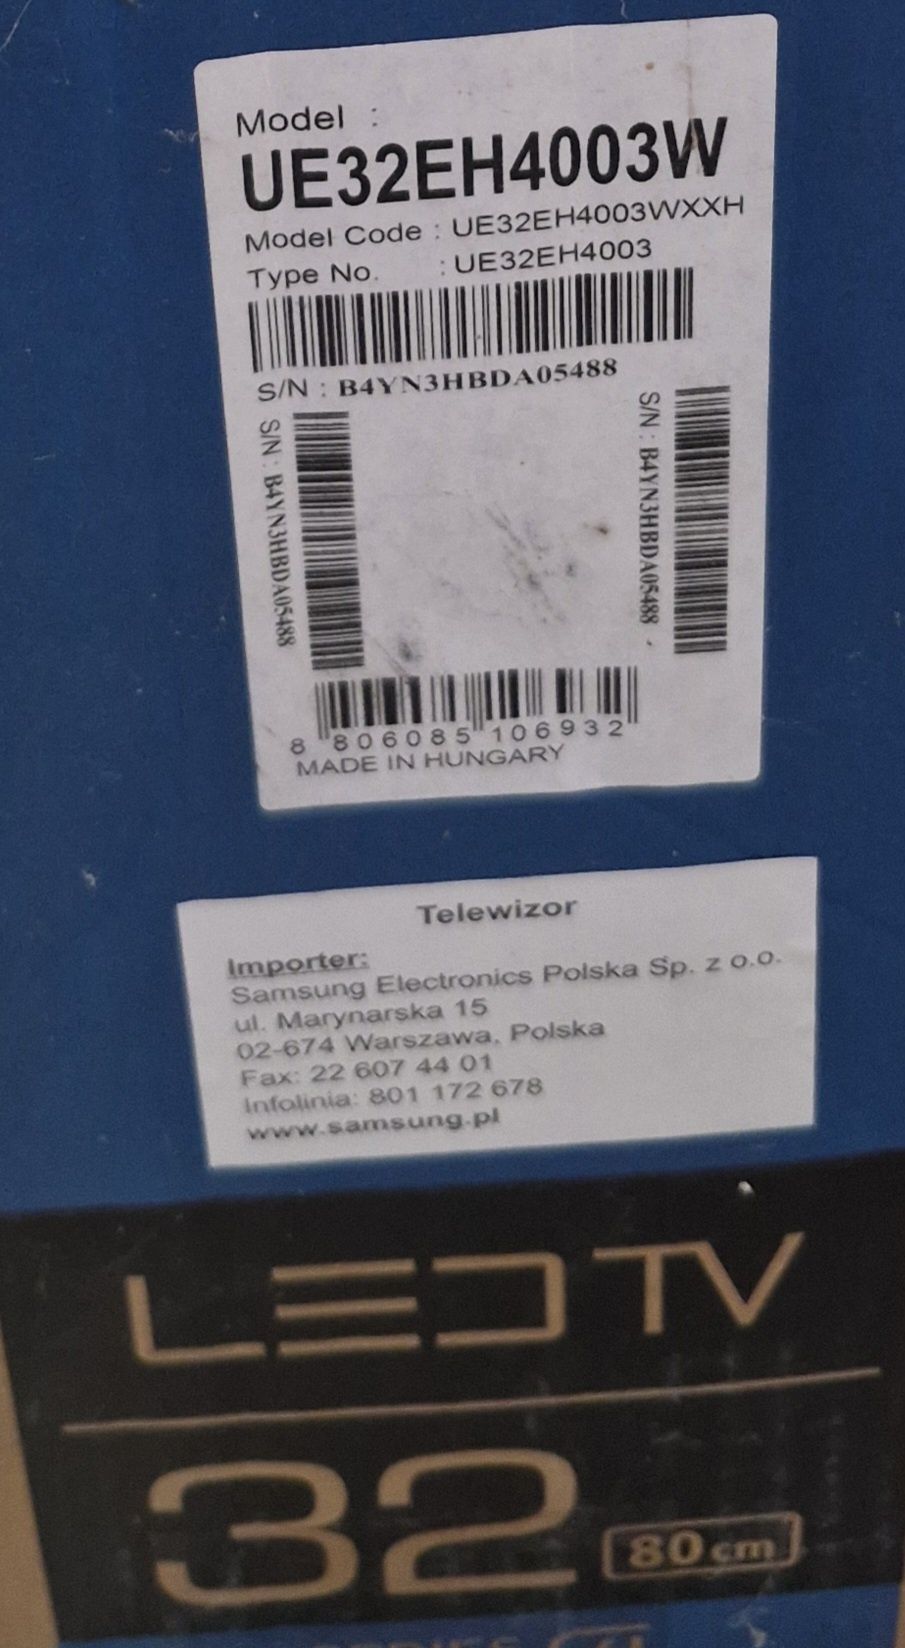 Model :
UE32EH4003W
Model Code : UE32EH4003WXXH
Type No. : UE32EH4003
S/N : B4YN3HBDA05488
S/N : B4YN3HBDA05488
S/N : B4YN3HBDA05488
8 806085 106932
MADE IN HUNGARY
Telewizor
Importer:
Samsung Electronics Polska Sp. z o.o.
ul. Marynarska 15
02-674 Warszawa, Polska
Fax: 22 607 44 01
Infolinia: 801 172 678
www.samsung.pl
LED TV
32 80 cm